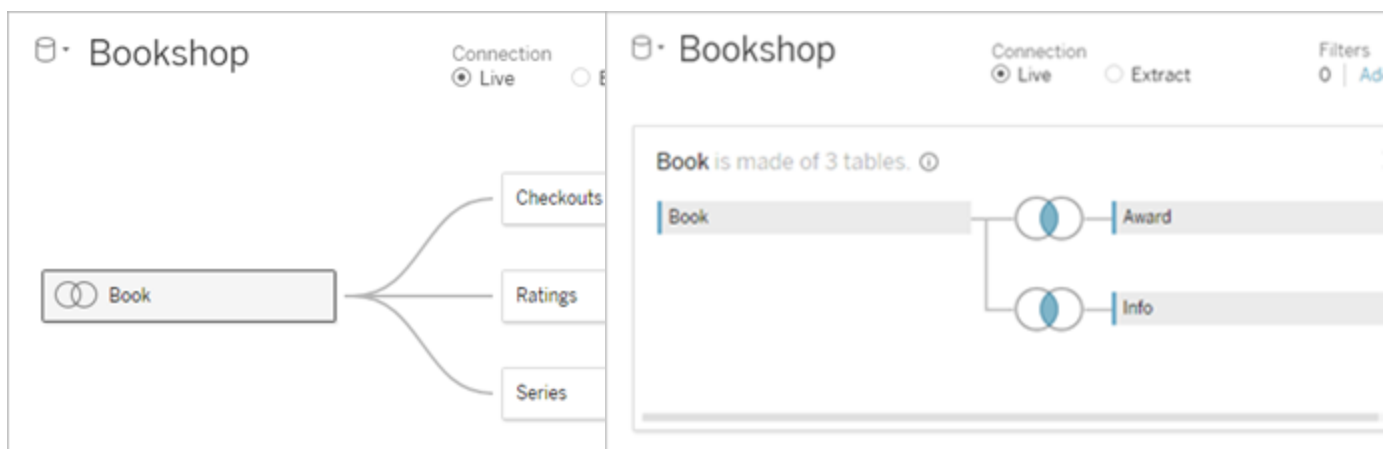 Bookshop
Connection
Live
Checkouts
Book
Ratings
Series
Bookshop
Connection
Live Extract
Filters
0
Book is made of 3 tables.
Book
Award
Info